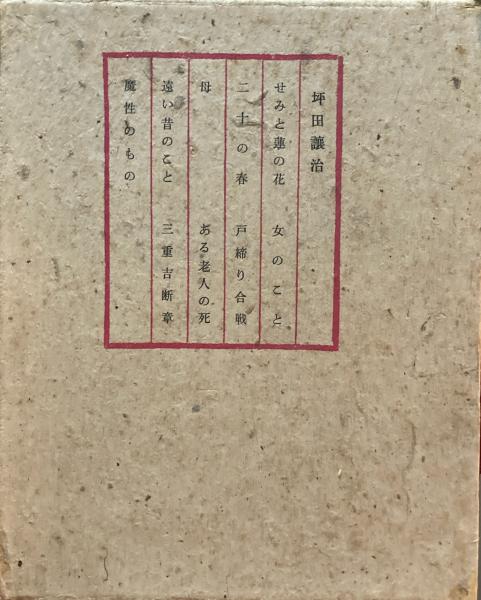 坪田譲治
せみと蓮の花　女のこと
二十の春　戸締り合戦
母　ある老人の死
遠い昔のこと　三重吉断章
魔性のもの